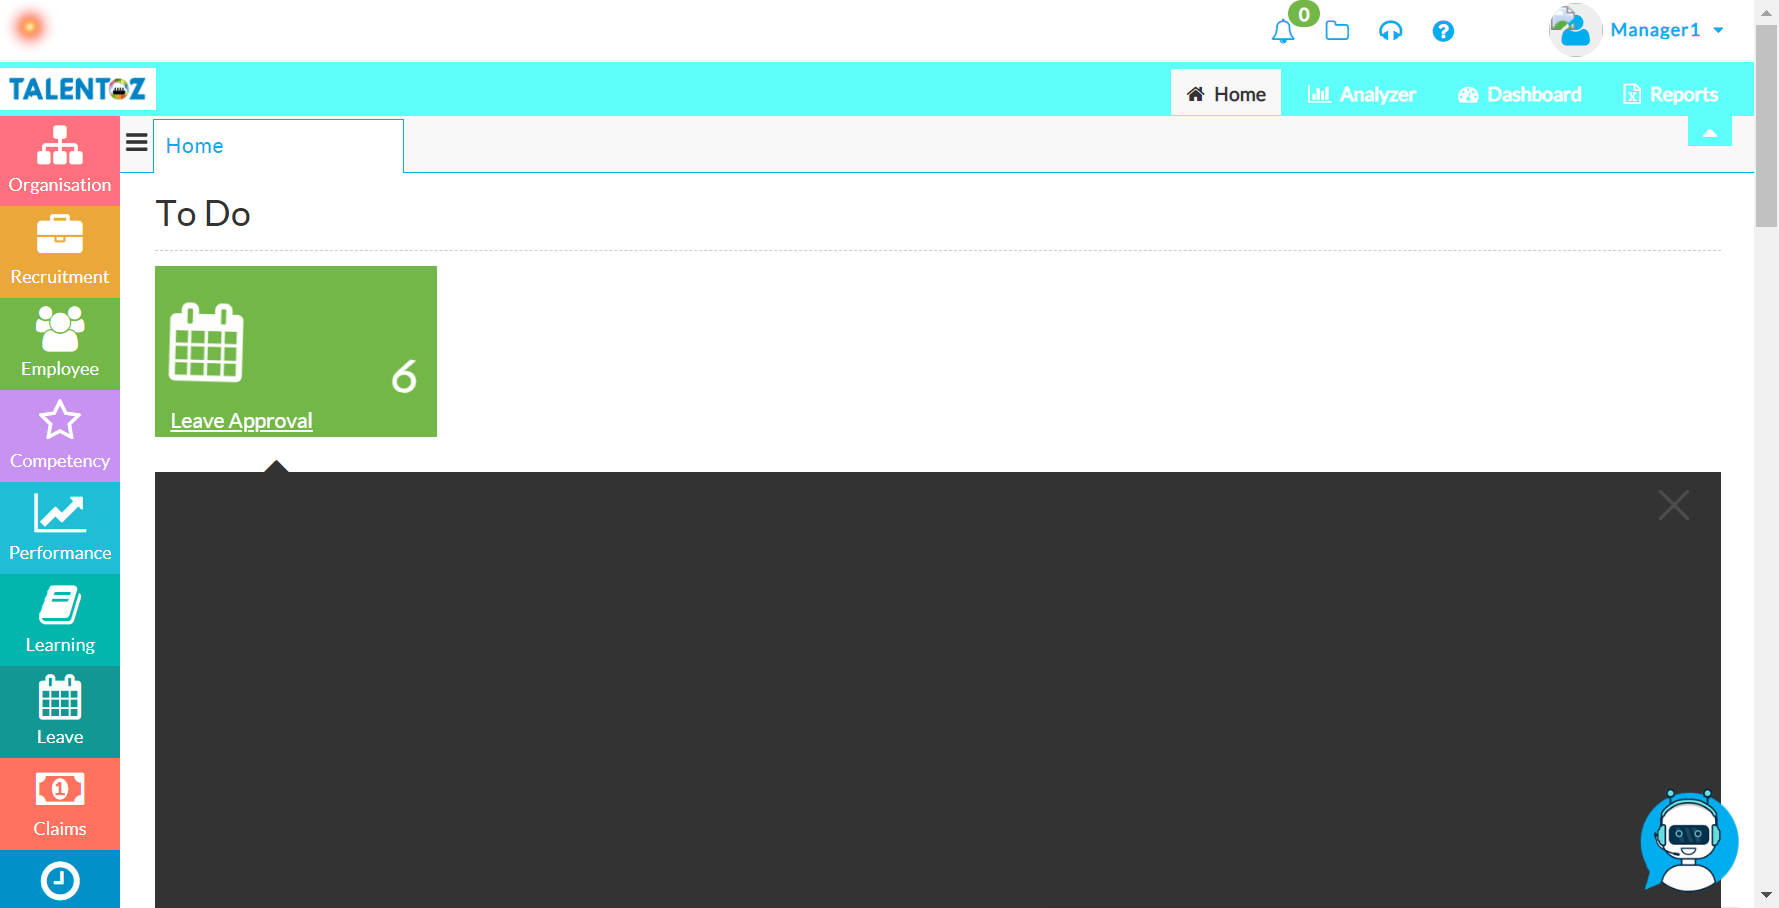 0
Manager1
TALENTOZ
Home
Analyzer
Dashboard
Reports
Organisation
Home
To Do
Recruitment
Employee
6
Leave Approval
Competency
Performance
Learning
Leave
1
Claims